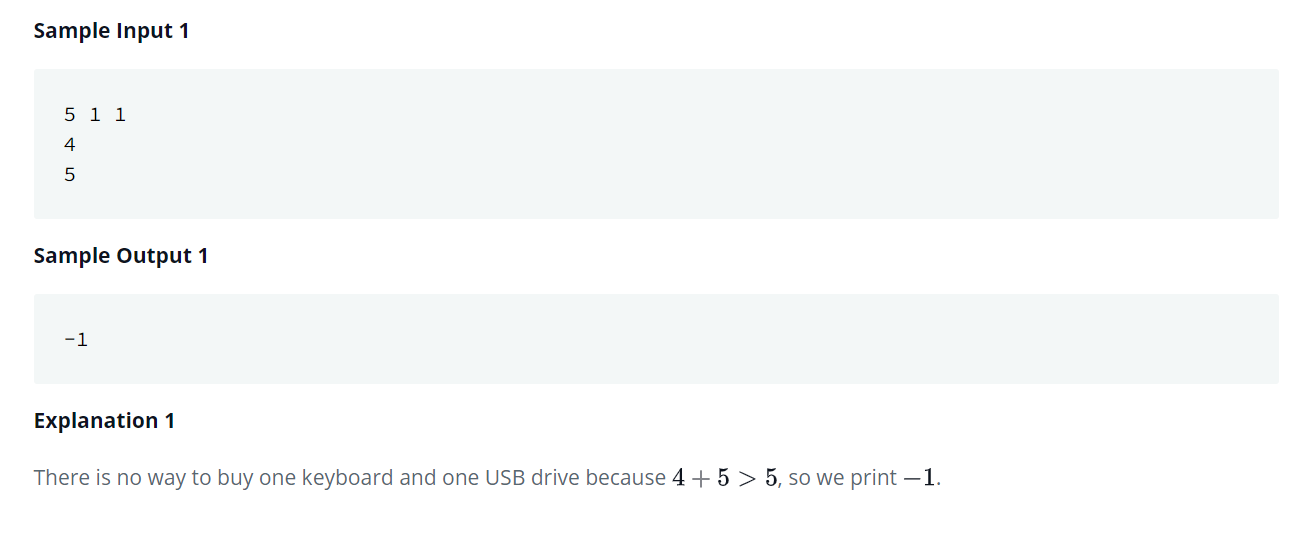 Sample Input 1
5 1 1
4
5
Sample Output 1
-1
Explanation 1
There is no way to buy one keyboard and one USB drive because 4 + 5 > 5, so we print −1.